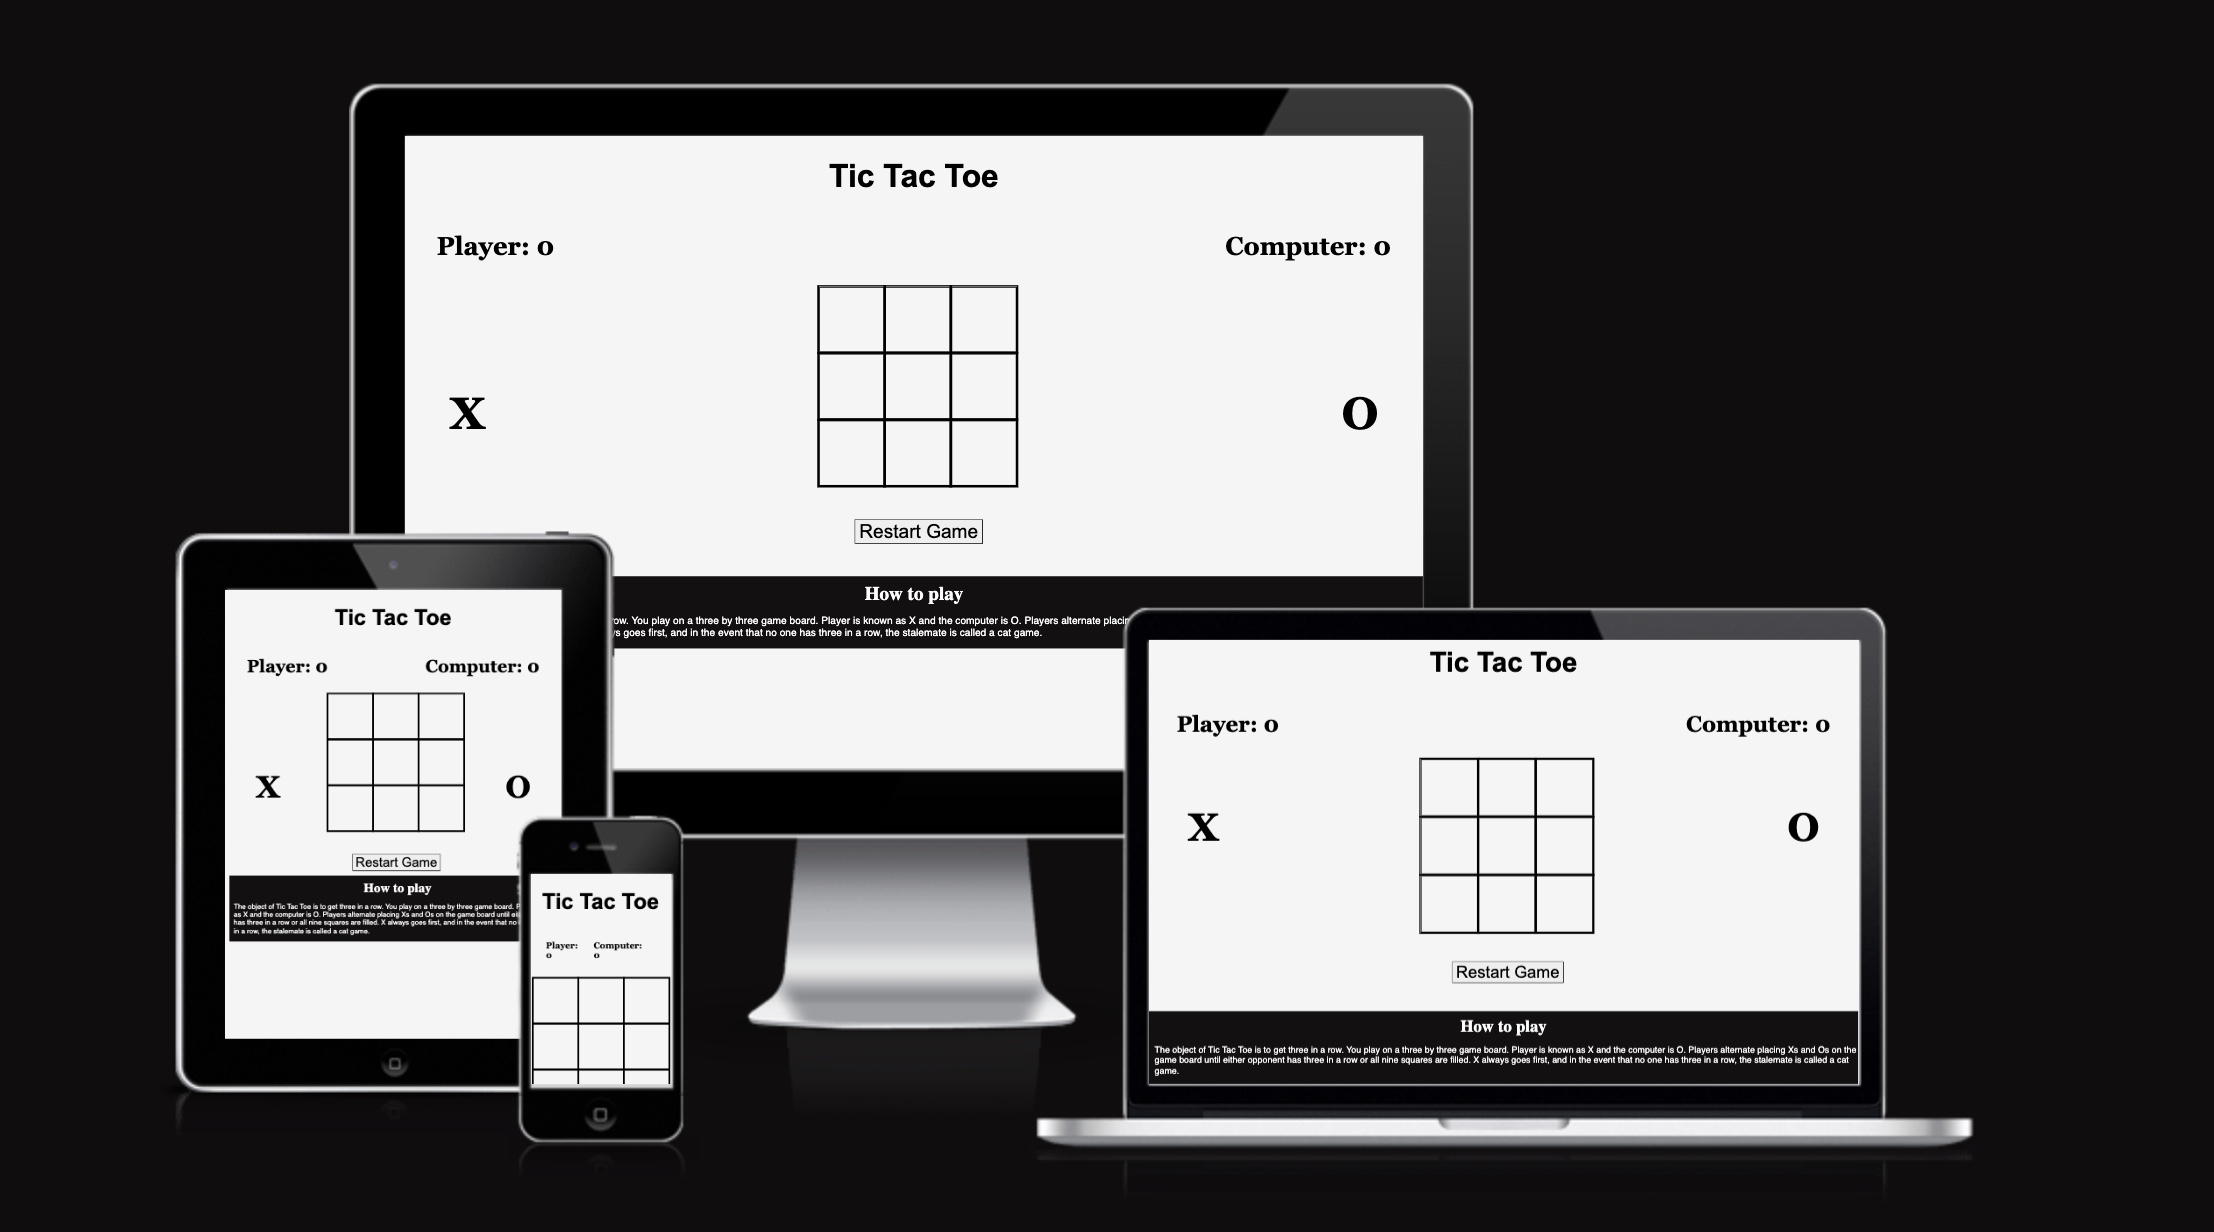 Tic Tac Toe
Player: 0
Computer: 0
X
O
Restart Game
How to play
row. You play on a three by three game board. Player is known as X and the computer is O. Players alternate placin
goes first, and in the event that no one has three in a row, the stalemate is called a cat game.
Tic Tac Toe
Player: 0
Computer: 0
X
O
Restart Game
How to play
The object of Tic Tac Toe is to get three in a row. You play on a three by three game board.
as X and the computer is O. Players alternate placing Xs and Os on the game board until
has three in a row or all nine squares are filled. X always goes first, and in the event that no
in a row, the stalemate is called a cat game.
Tic Tac Toe
Player:
0
Computer:
0
Tic Tac Toe
Player: 0
Computer: 0
X
O
Restart Game
How to play
The object of Tic Tac Toe is to get three in a row. You play on a three by three game board. Player is known as X and the computer is O. Players alternate placing Xs and Os on the
game board until either opponent has three in a row or all nine squares are filled. X always goes first, and in the event that no one has three in a row, the stalemate is called a cat
game.